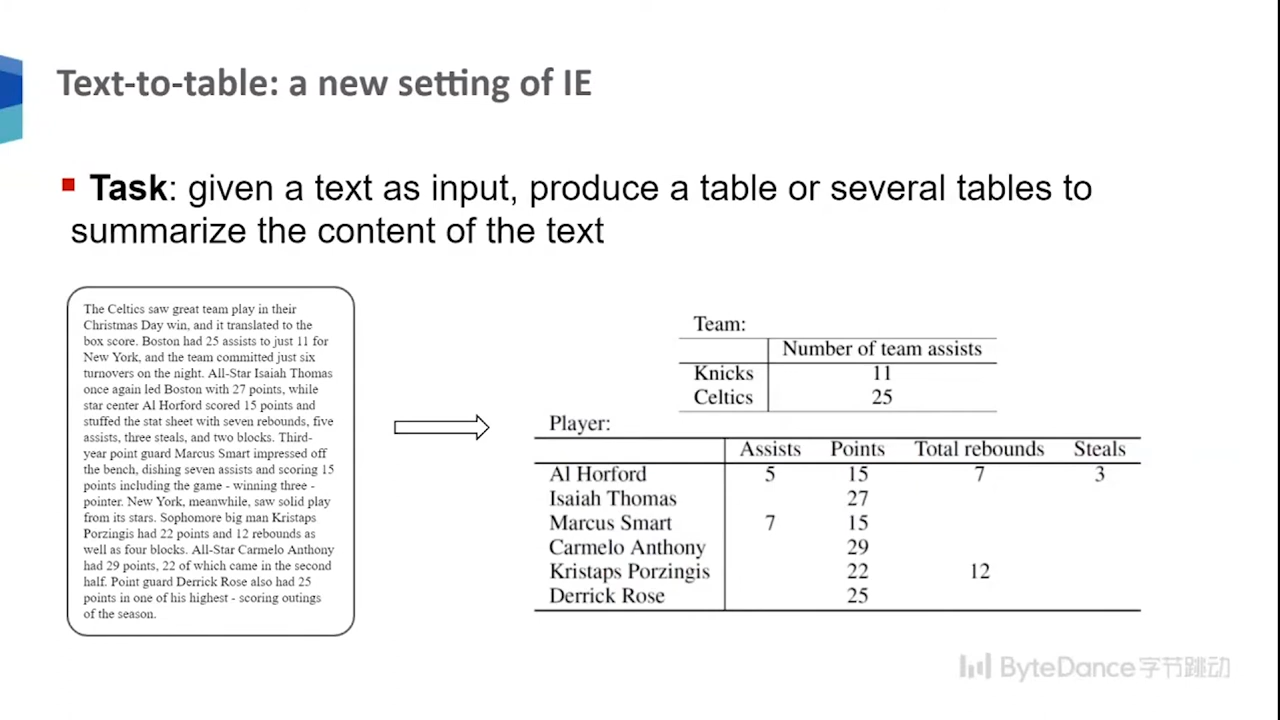 Text-to-table: a new setting of IE
Task: given a text as input, produce a table or several tables to
summarize the content of the text
The Celtics saw great team play in their
Christmas Day win, and it translated to the
box score. Boston had 25 assists to just 11 for
New York, and the team committed just six
turnovers on the night. All-Star Isaiah Thomas
once again led Boston with 27 points, while
star center Al Horford scored 15 points and
stuffed the stat sheet with seven rebounds, five
assists, three steals, and two blocks. Third-
year point guard Marcus Smart impressed off
the bench, dishing seven assists and scoring 15
points including the game - winning three -
pointer. New York, meanwhile, saw solid play
from its stars. Sophomore big man Kristaps
Porzingis had 22 points and 12 rebounds as
well as four blocks. All-Star Carmelo Anthony
had 29 points, 22 of which came in the second
half. Point guard Derrick Rose also had 25
points in one of his highest - scoring outings
of the season.
Team:
Number of team assists
Knicks 11
Celtics 25
Player:
Assists Points Total rebounds Steals
Al Horford 5 15 7 3
Isaiah Thomas 27
Marcus Smart 7 15
Carmelo Anthony 29
Kristaps Porzingis 22 12
Derrick Rose 25
ByteDance字节跳动